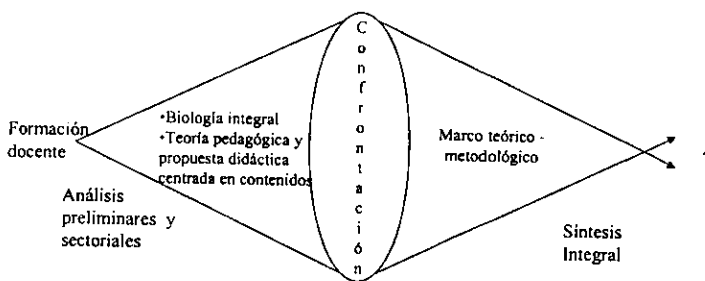 Formación
docente
Análisis
preliminares y
sectoriales
•Biología integral
•Teoría pedagógica y
propuesta didáctica
centrada en contenidos
Confrontación
Marco teórico -
metodológico
Síntesis
Integral